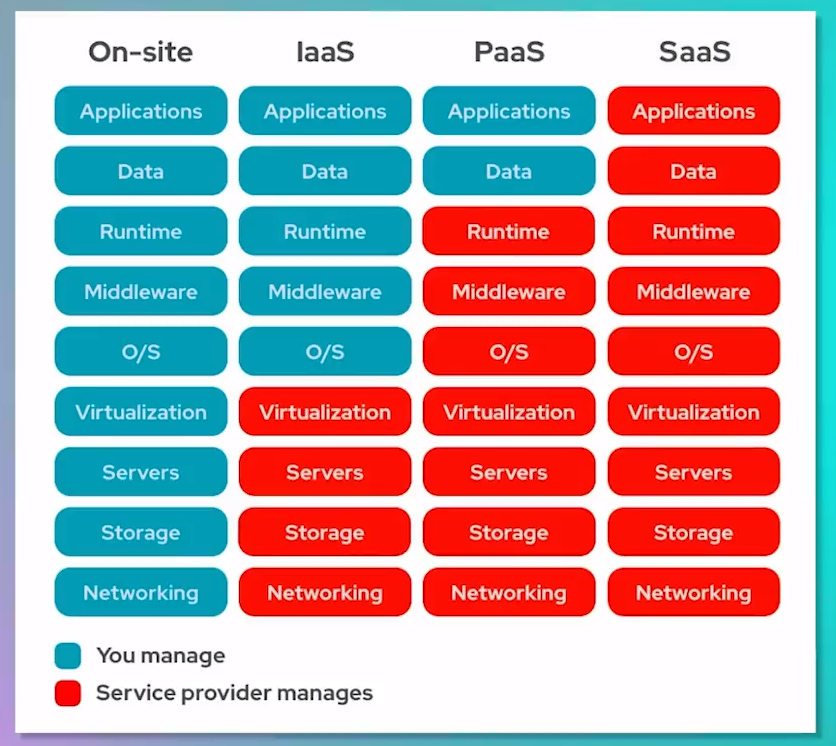 On-site IaaS PaaS SaaS
Applications Applications Applications Applications
Data Data Data Data
Runtime Runtime Runtime Runtime
Middleware Middleware Middleware Middleware
O/S O/S O/S O/S
Virtualization Virtualization Virtualization Virtualization
Servers Servers Servers Servers
Storage Storage Storage Storage
Networking Networking Networking Networking
You manage
Service provider manages